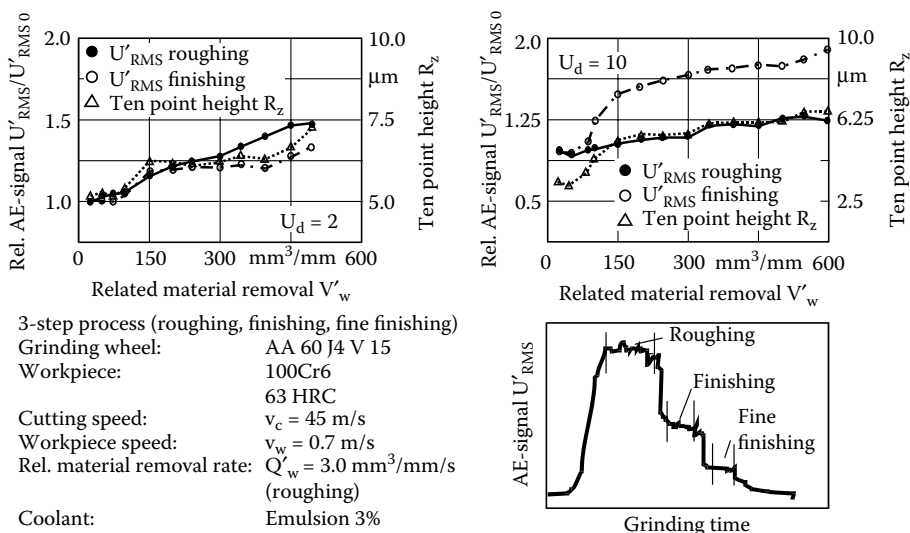 2.0
1.5
1.0
Rel. AE-signal U′RMS/U′RMS 0
U′RMS roughing
U′RMS finishing
Ten point height Rz
Ud = 2
10.0
µm
7.5
5.0
Ten point height Rz
0 150 300 mm³/mm 600
Related material removal V′w
2.0
1.25
0.5
Rel. AE-signal U′RMS/U′RMS 0
Ud = 10
U′RMS roughing
U′RMS finishing
Ten point height Rz
10.0
µm
6.25
2.5
Ten point height Rz
0 150 300 mm³/mm 600
Related material removal V′w
3-step process (roughing, finishing, fine finishing)
Grinding wheel: AA 60 J4 V 15
Workpiece: 100Cr6
63 HRC
Cutting speed: vc = 45 m/s
Workpiece speed: vw = 0.7 m/s
Rel. material removal rate: Q′w = 3.0 mm³/mm/s
(roughing)
Coolant: Emulsion 3%
AE-signal U′RMS
Roughing
Finishing
Fine
finishing
Grinding time